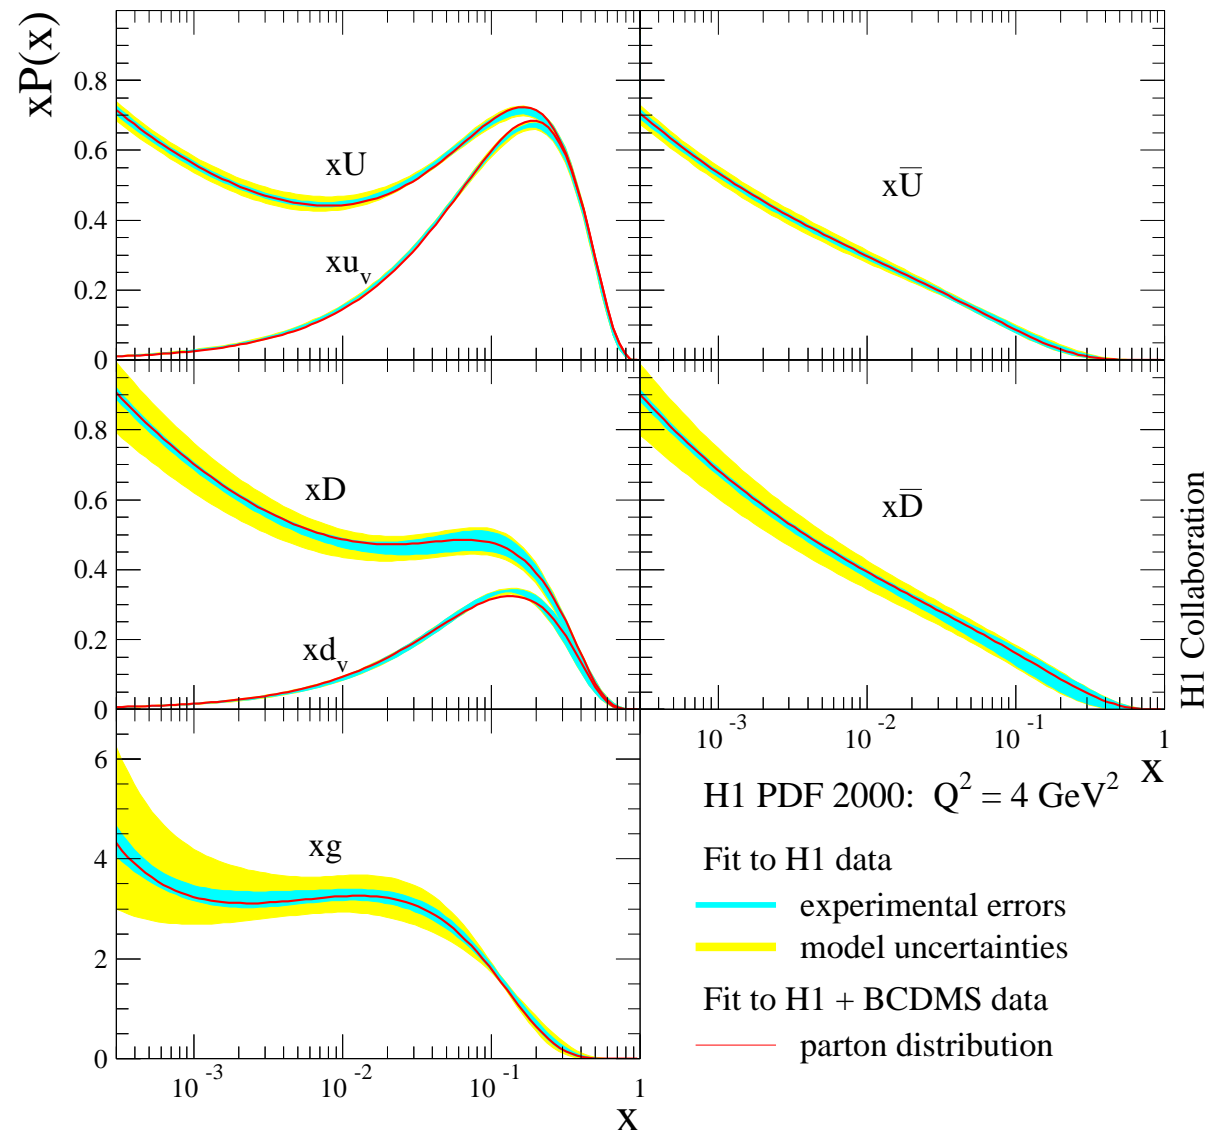 xP(x)
0.8
0.6
0.4
0.2
0
xU
xu_v
xU̅
0.8
0.6
0.4
0.2
0
xD
xd_v
xD̅
10^-3 10^-2 10^-1 1
x
6
4
2
0
xg
10^-3 10^-2 10^-1 1
x
H1 PDF 2000: Q^2 = 4 GeV^2
Fit to H1 data
experimental errors
model uncertainties
Fit to H1 + BCDMS data
parton distribution
H1 Collaboration